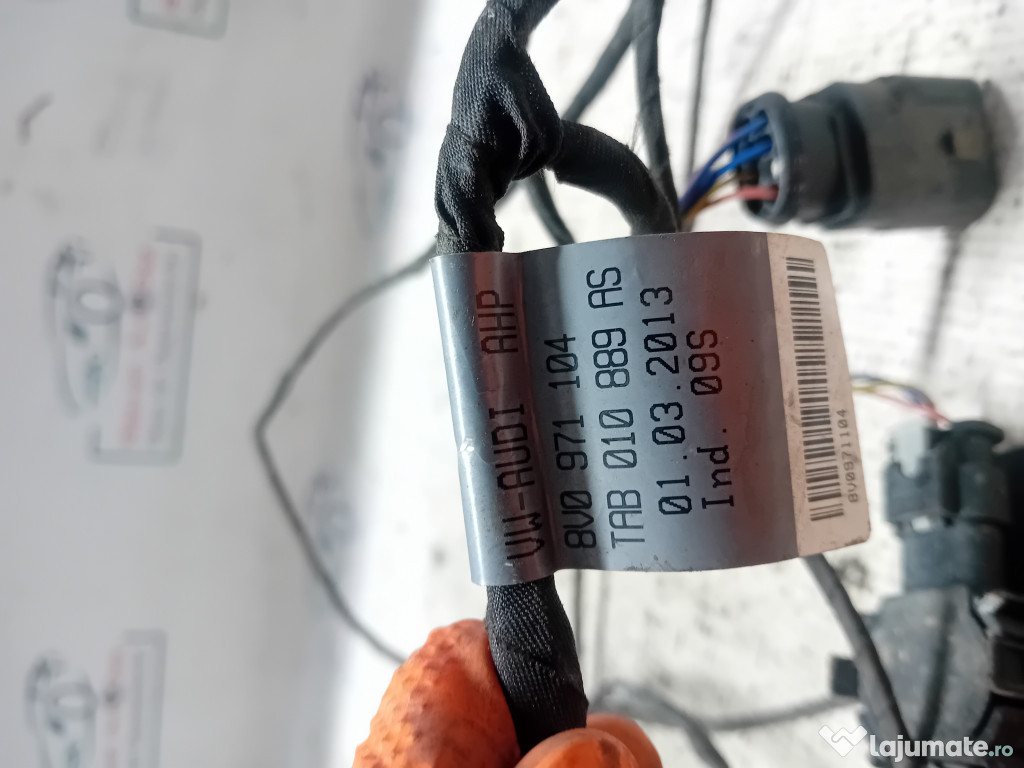 VW-AUDI AHP
8V0 971 104
TAB 010 889 AS
01.03.2013
Ind. 09S
8V0971104
lajumate.ro